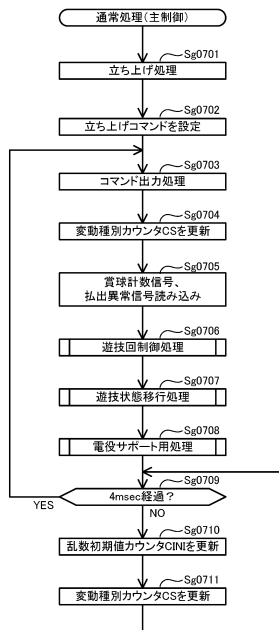 通常処理(主制御)
Sg0701
立ち上げ処理
Sg0702
立ち上げコマンドを設定
Sg0703
コマンド出力処理
Sg0704
変動種別カウンタCSを更新
Sg0705
賞球計数信号、
払出異常信号読み込み
Sg0706
遊技回制御処理
Sg0707
遊技状態移行処理
Sg0708
電役サポート用処理
Sg0709
4msec経過？
YES
NO
Sg0710
乱数初期値カウンタCINIを更新
Sg0711
変動種別カウンタCSを更新